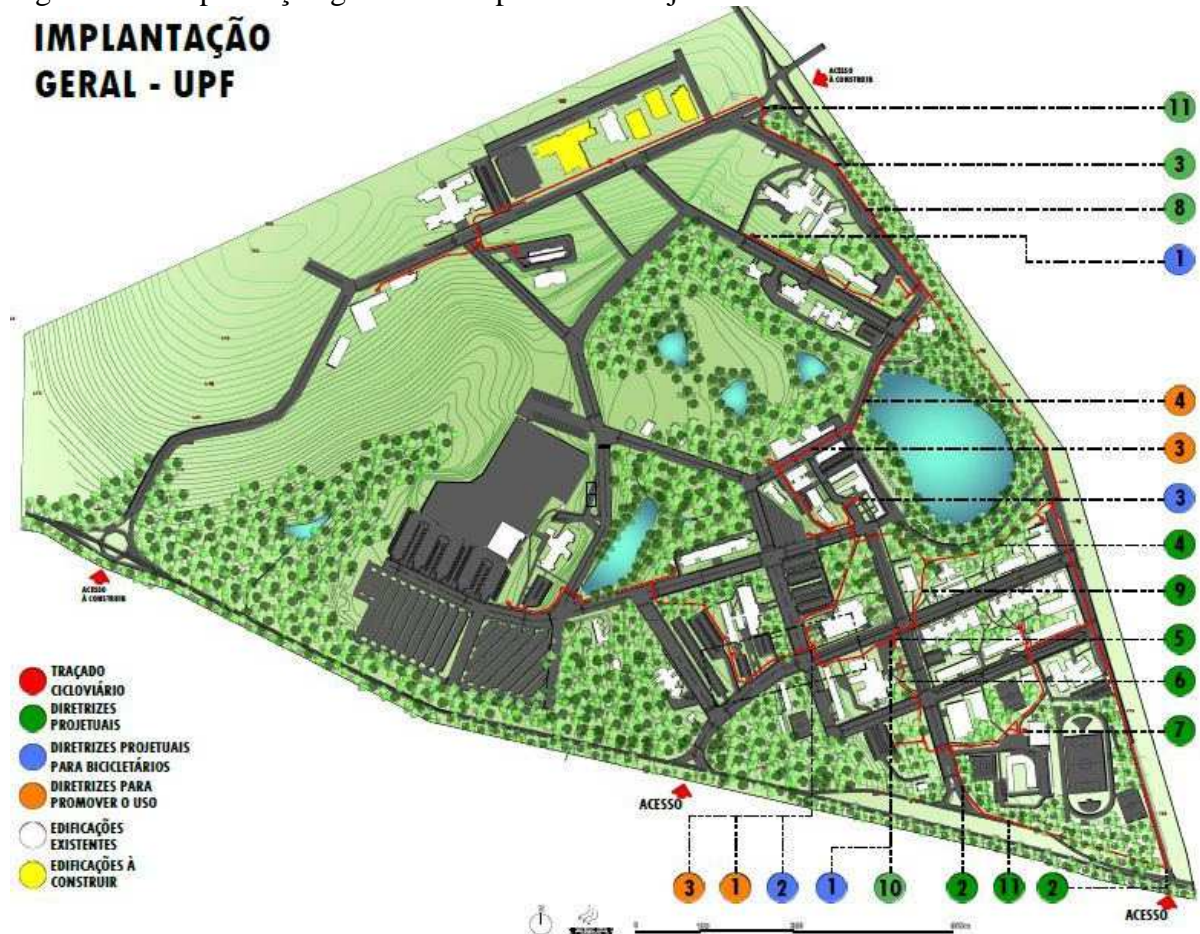 IMPLANTAÇÃO
GERAL - UPF
ACESSO
À CONSTRUIR
11
3
8
1
4
3
3
4
9
5
6
7
ACESSO
À CONSTRUIR
TRAÇADO
CICLOVIÁRIO
DIRETRIZES
PROJETUAIS
DIRETRIZES PROJETUAIS
PARA BICICLETÁRIOS
DIRETRIZES PARA
PROMOVER O USO
EDIFICAÇÕES
EXISTENTES
EDIFICAÇÕES À
CONSTRUIR
ACESSO
3 1 2 1 10 2 11 2
ACESSO